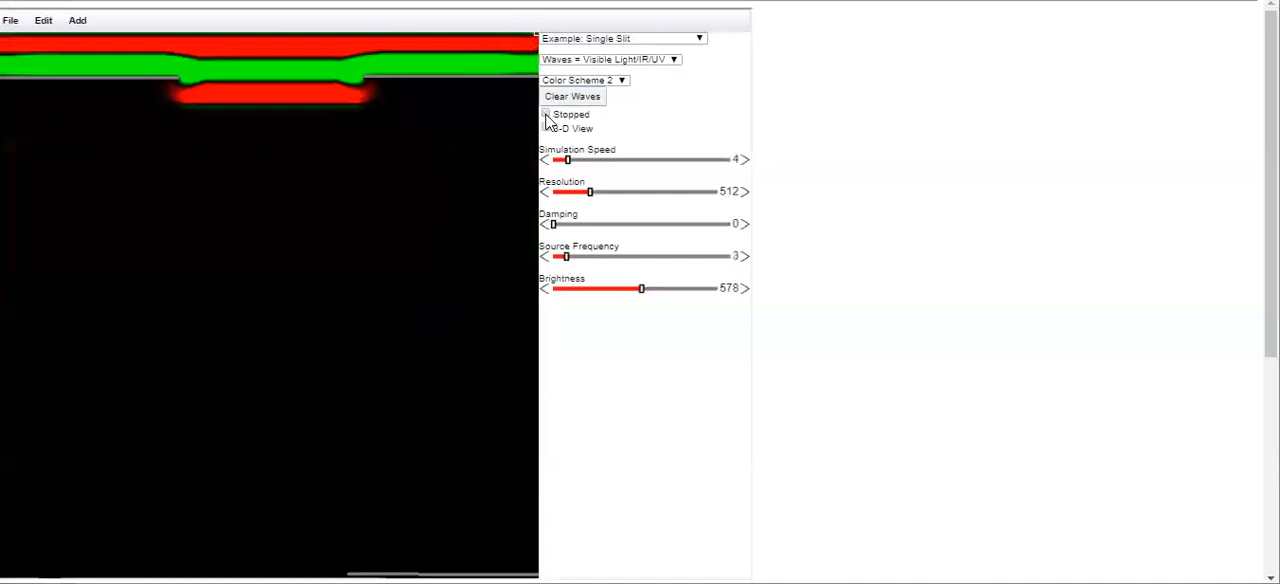 File Edit Add
Example: Single Slit
Waves = Visible Light/IR/UV
Color Scheme 2
Clear Waves
Stopped
3-D View
Simulation Speed
4
Resolution
512
Damping
0
Source Frequency
3
Brightness
578